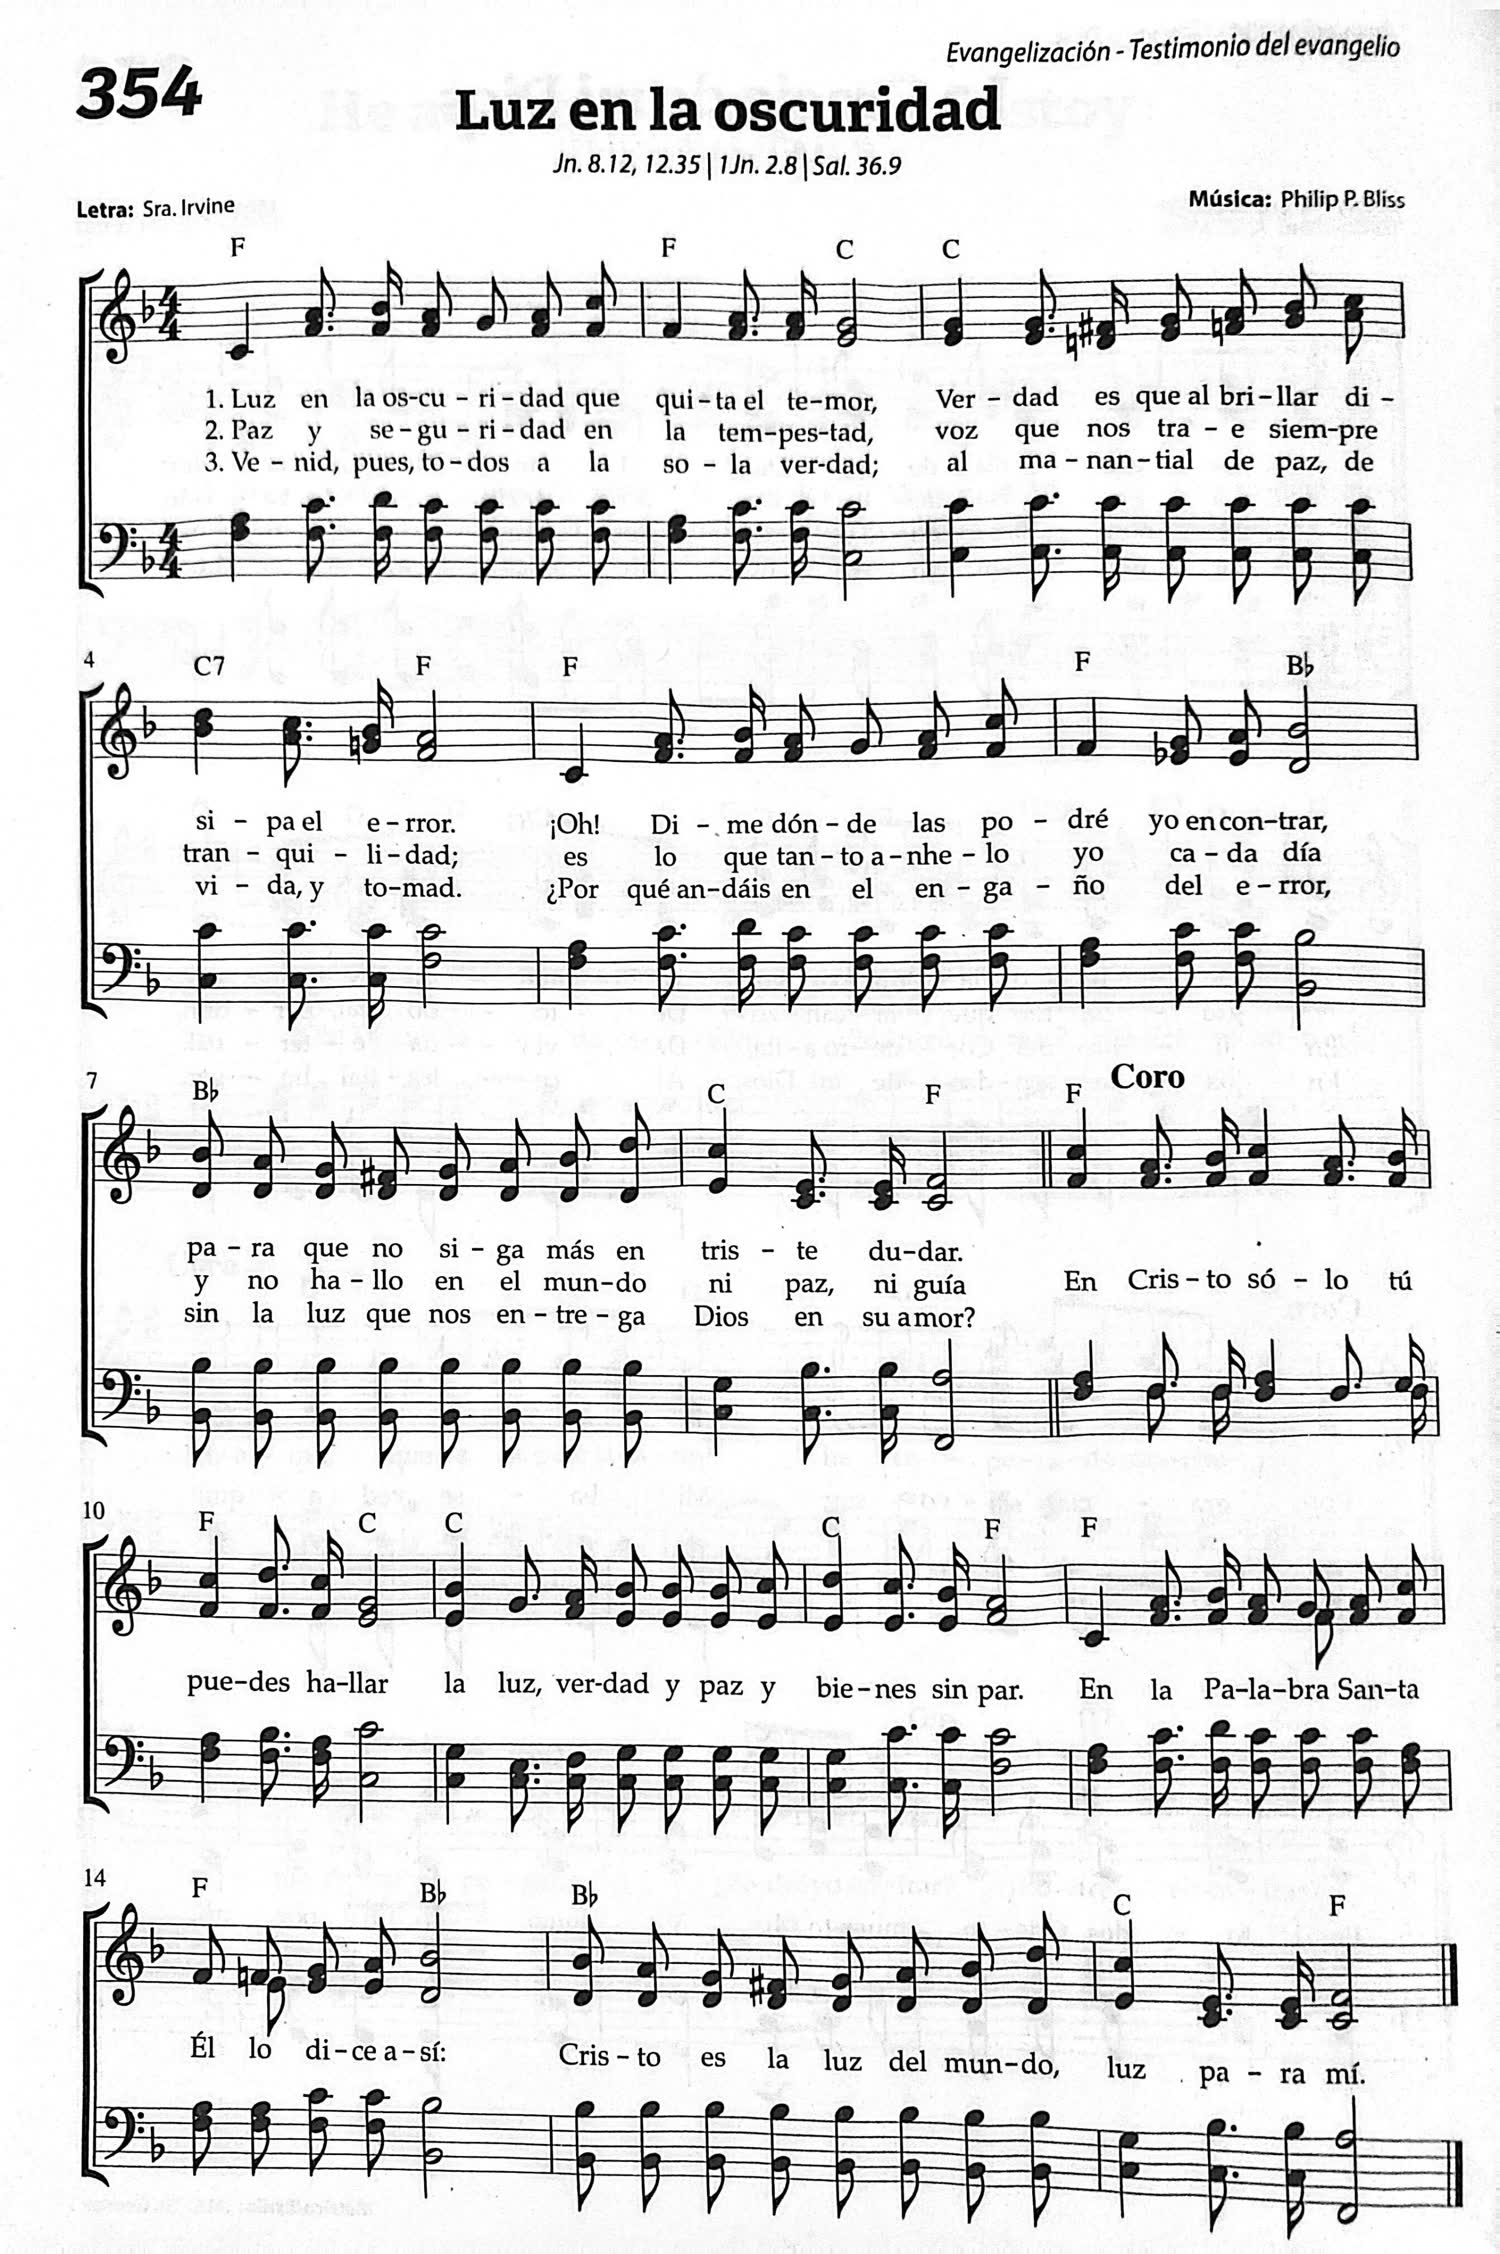 Evangelización - Testimonio del evangelio
354
Luz en la oscuridad
Jn. 8.12, 12.35 | 1 Jn. 2.8 | Sal. 36.9
Letra: Sra. Irvine
Música: Philip P. Bliss
F F C C
4
4
1. Luz en la os-cu - ri-dad que qui-ta el te-mor, Ver - dad es que al bri-llar di -
2. Paz y se-gu - ri-dad en la tem-pes-tad, voz que nos tra - e siem-pre
3. Ve - nid, pues, to-dos a la so - la ver-dad; al ma-nan-tial de paz, de
4
4
4
C7 F F F B♭
si - pa el e-rror. ¡Oh! Di - me dón-de las po - dré yo encon-trar,
tran - qui - li-dad; es lo que tan-to a-nhe-lo yo ca-da día
vi - da, y to-mad. ¿Por qué an-dáis en el en-ga - ño del e-rror,
7
B♭ C F F Coro
pa-ra que no si-ga más en tris - te du-dar.
y no ha-llo en el mun-do ni paz, ni guía En Cris-to só - lo tú
sin la luz que nos en-tre-ga Dios en su amor?
10
F C C C F F
pue-des ha-llar la luz, ver-dad y paz y bie-nes sin par. En la Pa-la-bra San-ta
14
F B♭ B♭ C F
Él lo di-ce a-sí: Cris-to es la luz del mun-do, luz pa - ra mí.